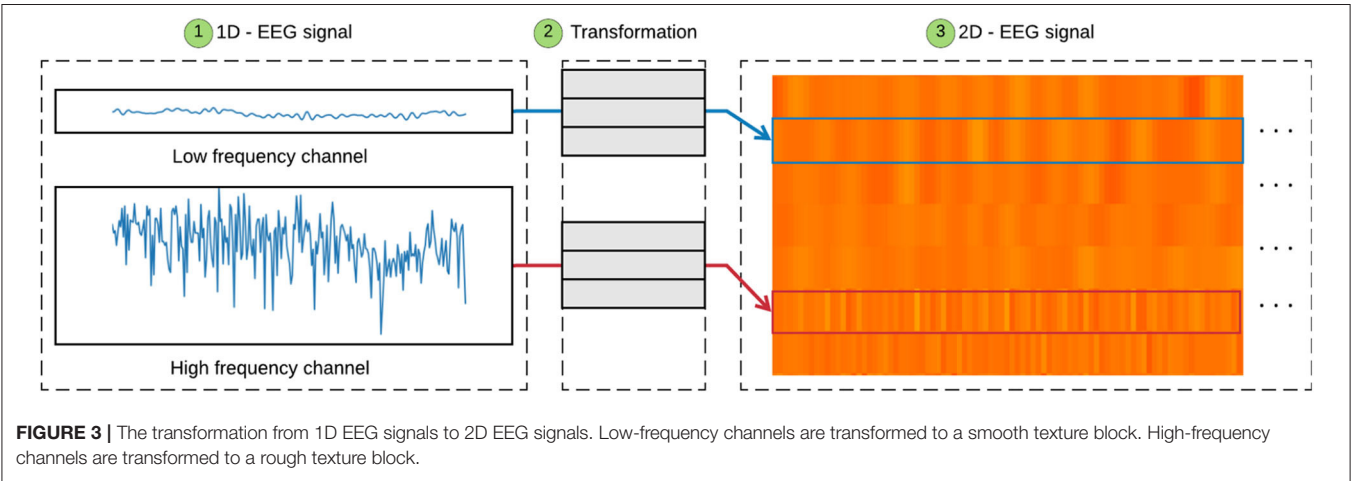 1 1D - EEG signal
2 Transformation
3 2D - EEG signal
Low frequency channel
High frequency channel
. . .
. . .
. . .
. . .
FIGURE 3 | The transformation from 1D EEG signals to 2D EEG signals. Low-frequency channels are transformed to a smooth texture block. High-frequency
channels are transformed to a rough texture block.